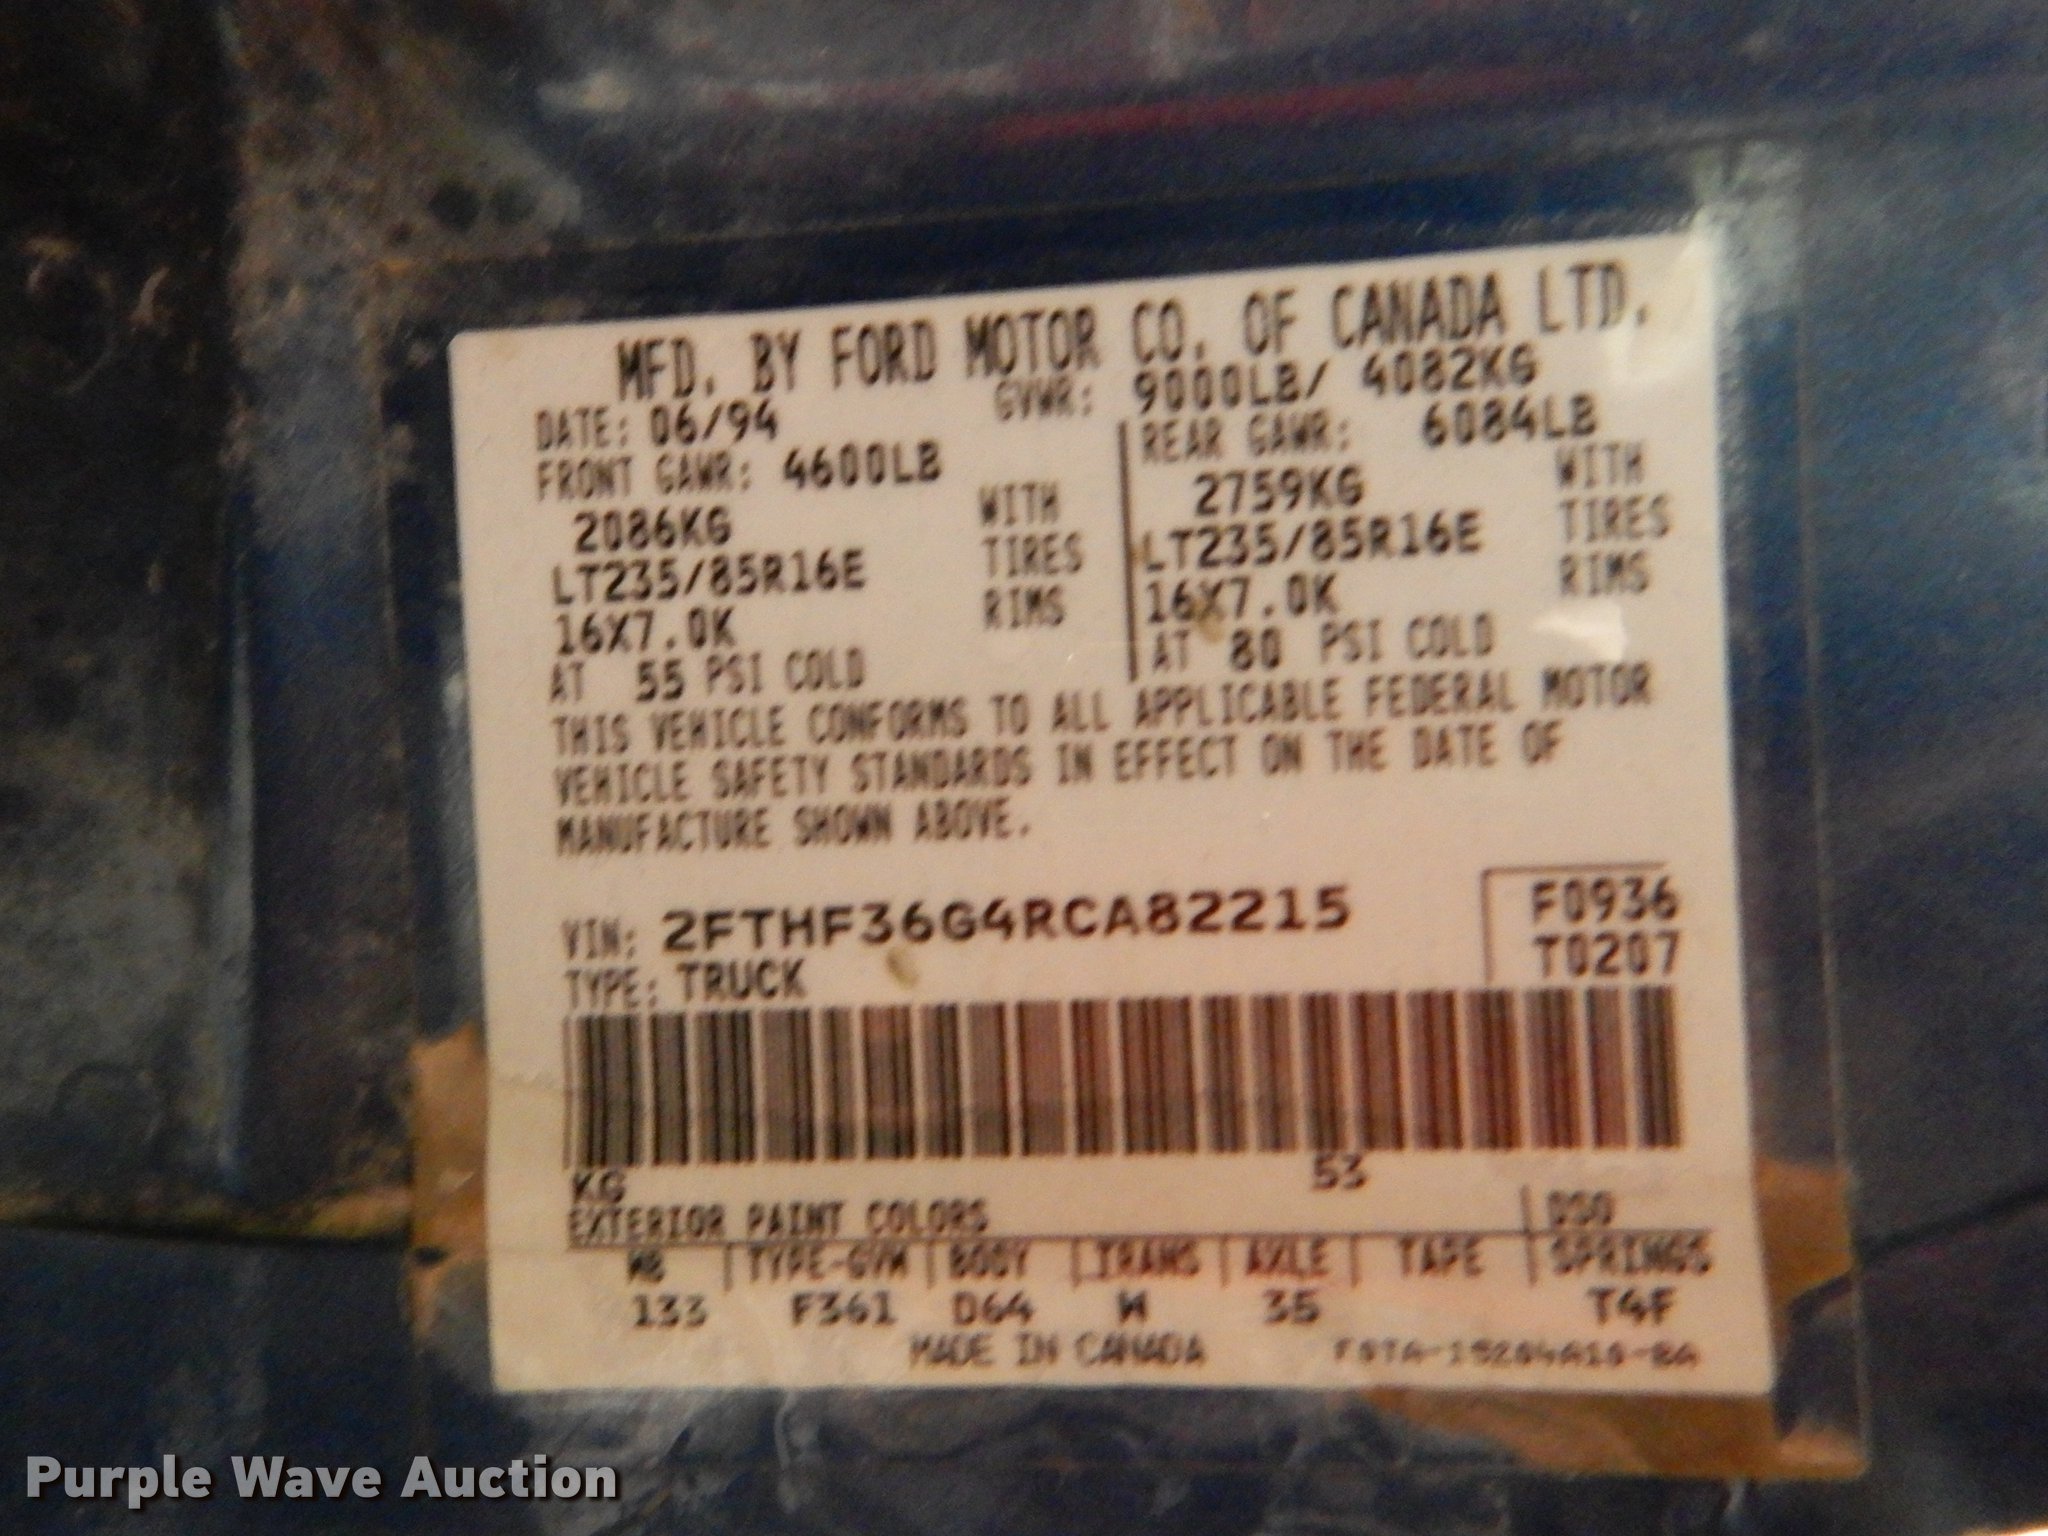 MFD. BY FORD MOTOR CO. OF CANADA LTD.
DATE: 06/94 GVWR: 9000LB/ 4082KG
FRONT GAWR: 4600LB
2086KG WITH
LT235/85R16E TIRES
16X7.0K RIMS
AT 55 PSI COLD
REAR GAWR: 6084LB
2759KG WITH
LT235/85R16E TIRES
16X7.0K RIMS
AT 80 PSI COLD
THIS VEHICLE CONFORMS TO ALL APPLICABLE FEDERAL MOTOR
VEHICLE SAFETY STANDARDS IN EFFECT ON THE DATE OF
MANUFACTURE SHOWN ABOVE.
VIN: 2FTHF36G4RCA82215
TYPE: TRUCK
F0936
T0207
KG 53
EXTERIOR PAINT COLORS DSO
WB TYPE-GVM BODY TRANS AXLE TAPE SPRINGS
133 F361 D64 W 35 T4F
MADE IN CANADA
Purple Wave Auction